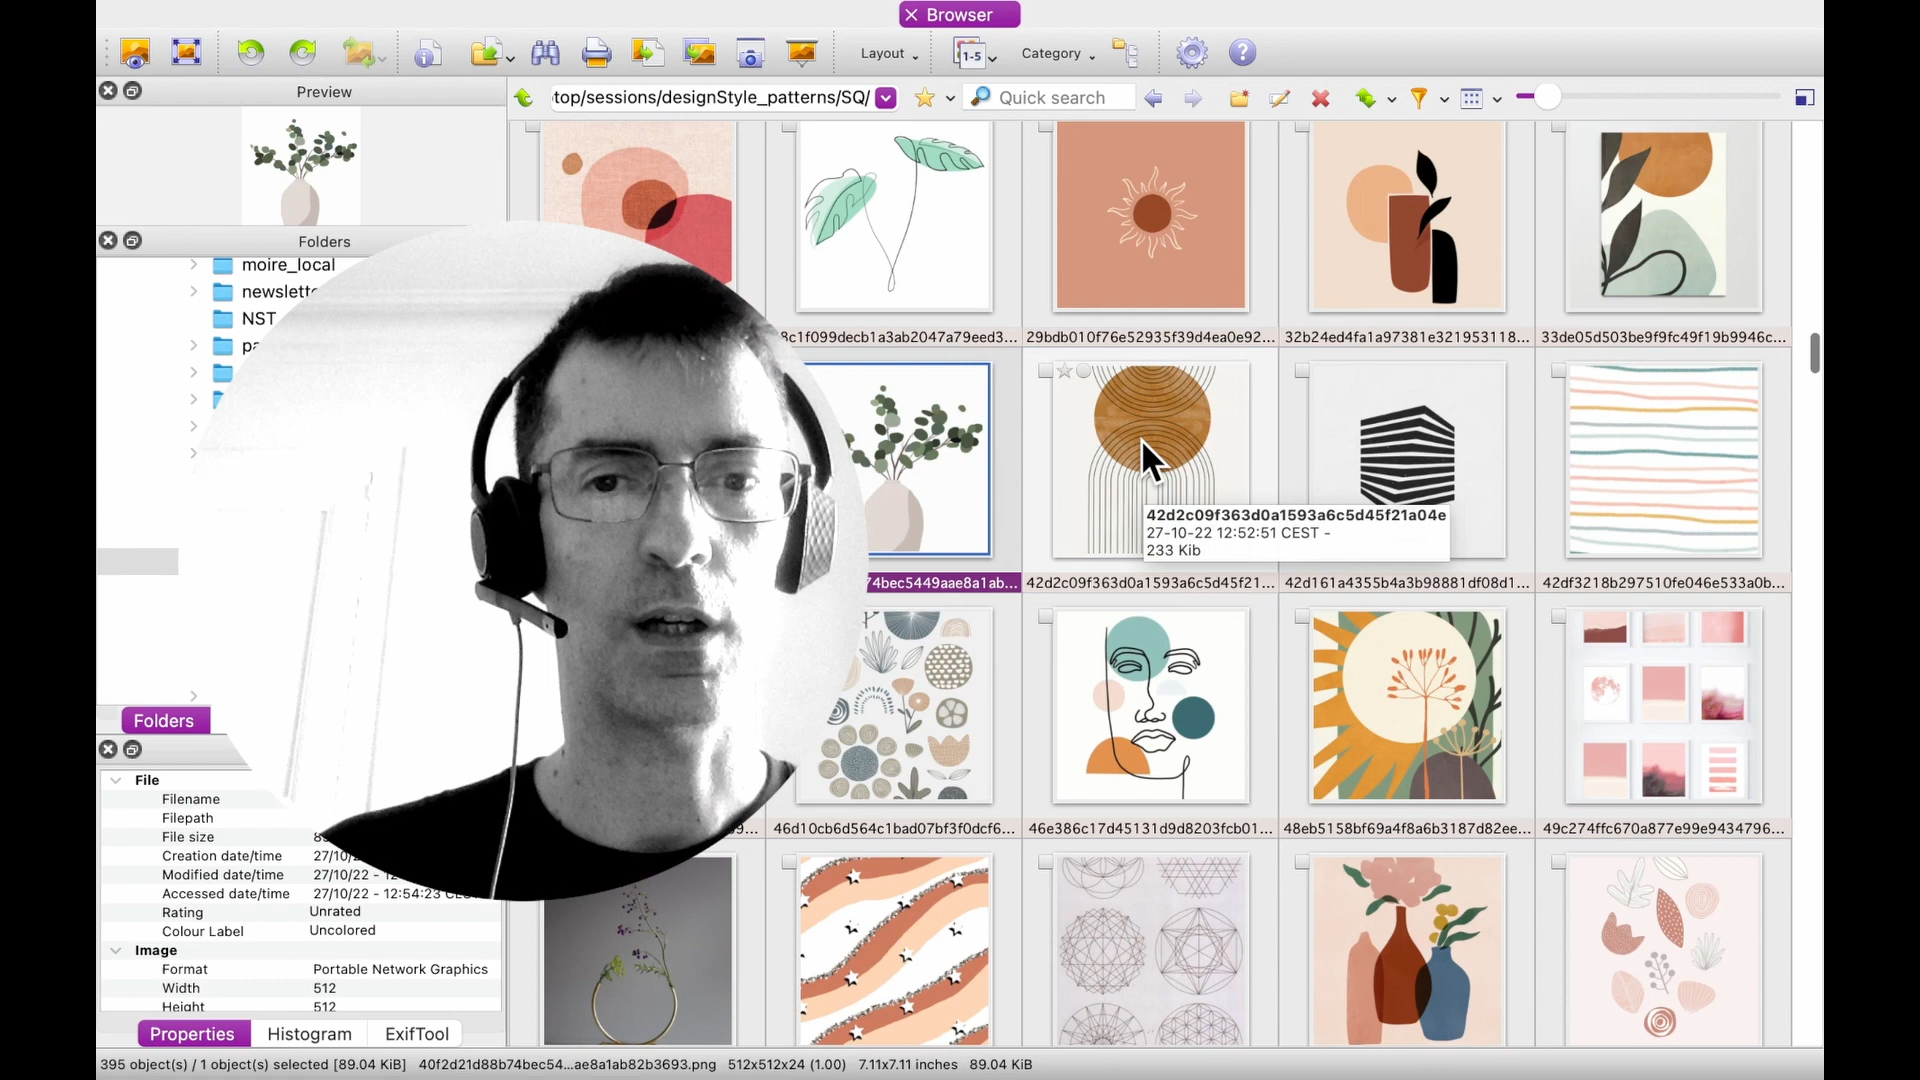 Browser
Layout
1-5
Category
Preview
top/sessions/designStyle_patterns/SQ/
Quick search
Folders
moire_local
NST
8c1f099decb1a3ab2047a79eed3...
29bdb010f76e52935f39d4ea0e92...
32b24ed4fa1a97381e321953118...
33de05d503be9f9fc49f19b9946c...
42d2c09f363d0a1593a6c5d45f21a04e
27-10-22 12:52:51 CEST -
233 Kib
74bec5449aae8a1ab...
42d2c09f363d0a1593a6c5d45f21...
42d161a4355b4a3b98881df08d1...
42df3218b297510fe046e533a0b...
Folders
File
Filename
Filepath
File size
Creation date/time 27/10/
Modified date/time 27/10/22 - 12
Accessed date/time 27/10/22 - 12:54:23
Rating Unrated
Colour Label Uncolored
Image
Format Portable Network Graphics
Width 512
Height 512
46d10cb6d564c1bad07bf3f0dcf6...
46e386c17d45131d9d8203fcb01...
48eb5158bf69a4f8a6b3187d82ee...
49c274ffc670a877e99e9434796...
Properties Histogram ExifTool
395 object(s) / 1 object(s) selected [89.04 KiB] 40f2d21d88b74bec54...ae8a1ab82b3693.png 512x512x24 (1.00) 7.11x7.11 inches 89.04 KiB